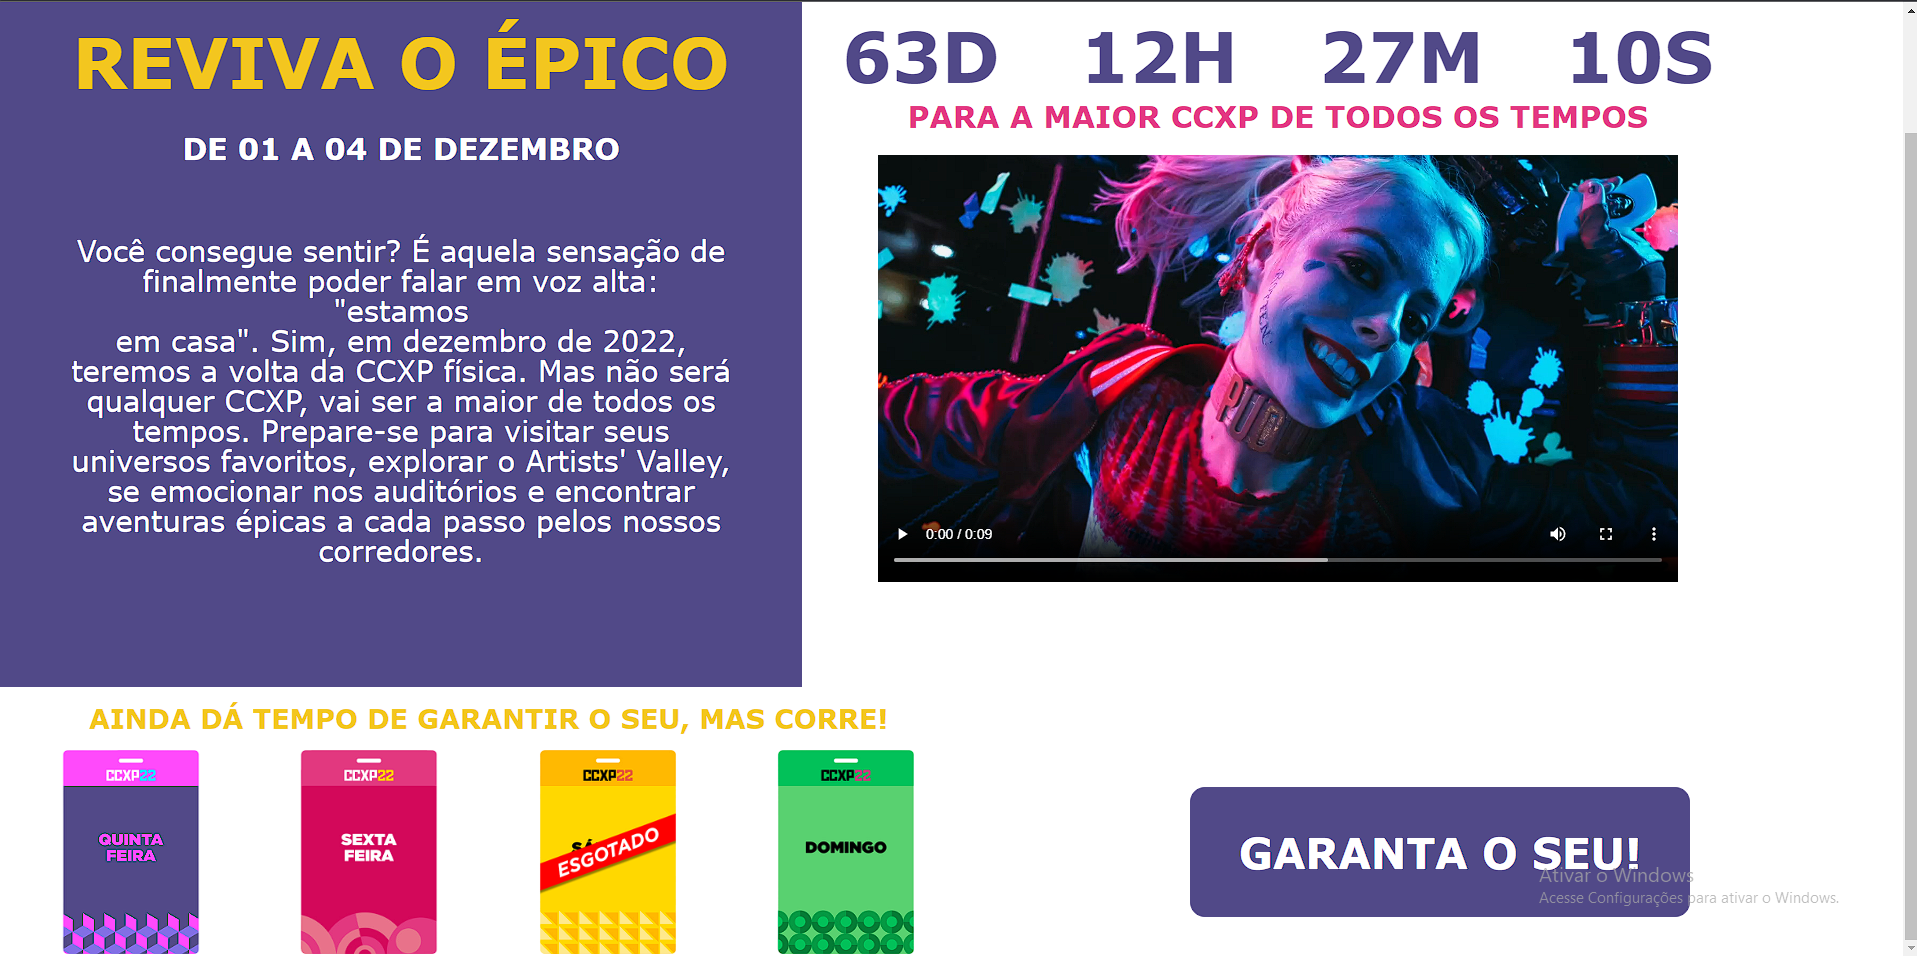 REVIVA O ÉPICO
DE 01 A 04 DE DEZEMBRO
Você consegue sentir? É aquela sensação de
finalmente poder falar em voz alta:
"estamos
em casa". Sim, em dezembro de 2022,
teremos a volta da CCXP física. Mas não será
qualquer CCXP, vai ser a maior de todos os
tempos. Prepare-se para visitar seus
universos favoritos, explorar o Artists' Valley,
se emocionar nos auditórios e encontrar
aventuras épicas a cada passo pelos nossos
corredores.
63D 12H 27M 10S
PARA A MAIOR CCXP DE TODOS OS TEMPOS
PUD
0:00 / 0:09
AINDA DÁ TEMPO DE GARANTIR O SEU, MAS CORRE!
CCXP22
QUINTA
FEIRA
CCXP22
SEXTA
FEIRA
CCXP22
ESGOTADO
CCXP22
DOMINGO
GARANTA O SEU!
Ativar o Windows
Acesse Configurações para ativar o Windows.